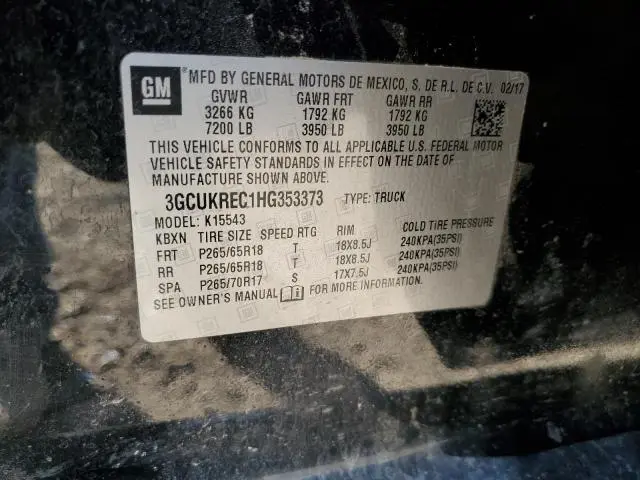 GM ® MFD BY GENERAL MOTORS DE MEXICO, S. DE R.L. DE C.V. 02/17
GVWR GAWR FRT GAWR RR
3266 KG 1792 KG 1792 KG
7200 LB 3950 LB 3950 LB
THIS VEHICLE CONFORMS TO ALL APPLICABLE U.S. FEDERAL MOTOR
VEHICLE SAFETY STANDARDS IN EFFECT ON THE DATE OF
MANUFACTURE SHOWN ABOVE.
3GCUKREC1HG353373 TYPE: TRUCK
MODEL: K15543
KBXN TIRE SIZE SPEED RTG RIM COLD TIRE PRESSURE
FRT P265/65R18 T 18X8.5J 240KPA(35PSI)
RR P265/65R18 T 18X8.5J 240KPA(35PSI)
SPA P265/70R17 S 17X7.5J 240KPA(35PSI)
SEE OWNER'S MANUAL FOR MORE INFORMATION.